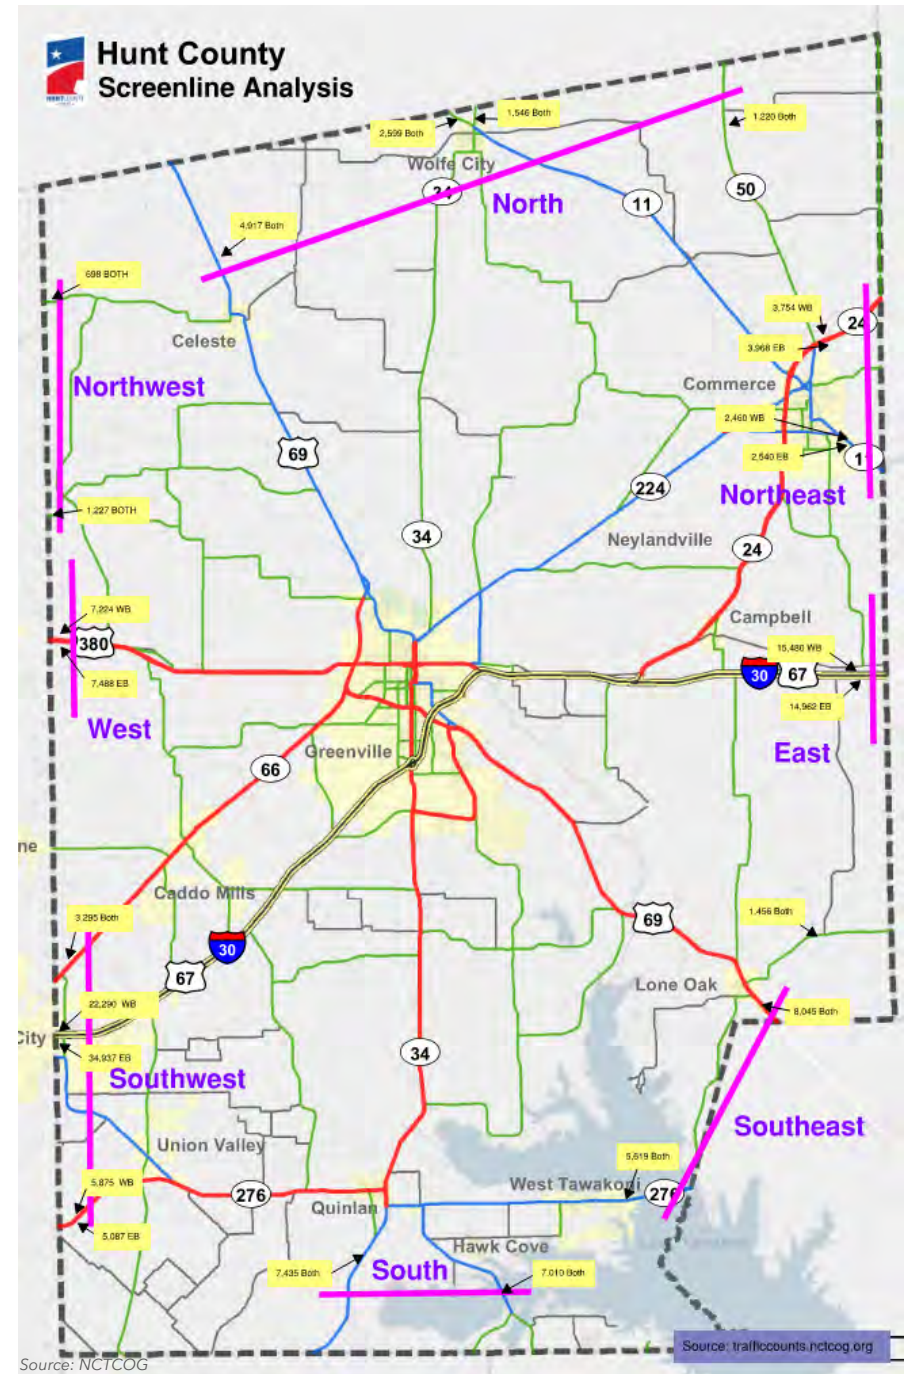 Hunt County
Screenline Analysis
1,546 Both
2,599 Both
1,220 Both
Wolfe City
34
50
North
11
4,917 Both
698 BOTH
3,754 WB
24
Celeste
3,968 EB
Northwest
Commerce
2,460 WB
69
2,540 EB
11
224
Northeast
1,227 BOTH
34
Neylandville
24
7,224 WB
Campbell
380
15,480 WB
30
67
7,488 EB
14,962 EB
West
Greenville
East
66
ne
Caddo Mills
3,295 Both
69
1,456 Both
30
67
Lone Oak
22,290 WB
8,045 Both
City
34,937 EB
34
Southwest
Southeast
Union Valley
5,619 Both
5,875 WB
276
West Tawakoni
276
Quinlan
5,087 EB
Hawk Cove
7,435 Both
South
7,010 Both
Source: trafficcounts.nctcog.org
Source: NCTCOG